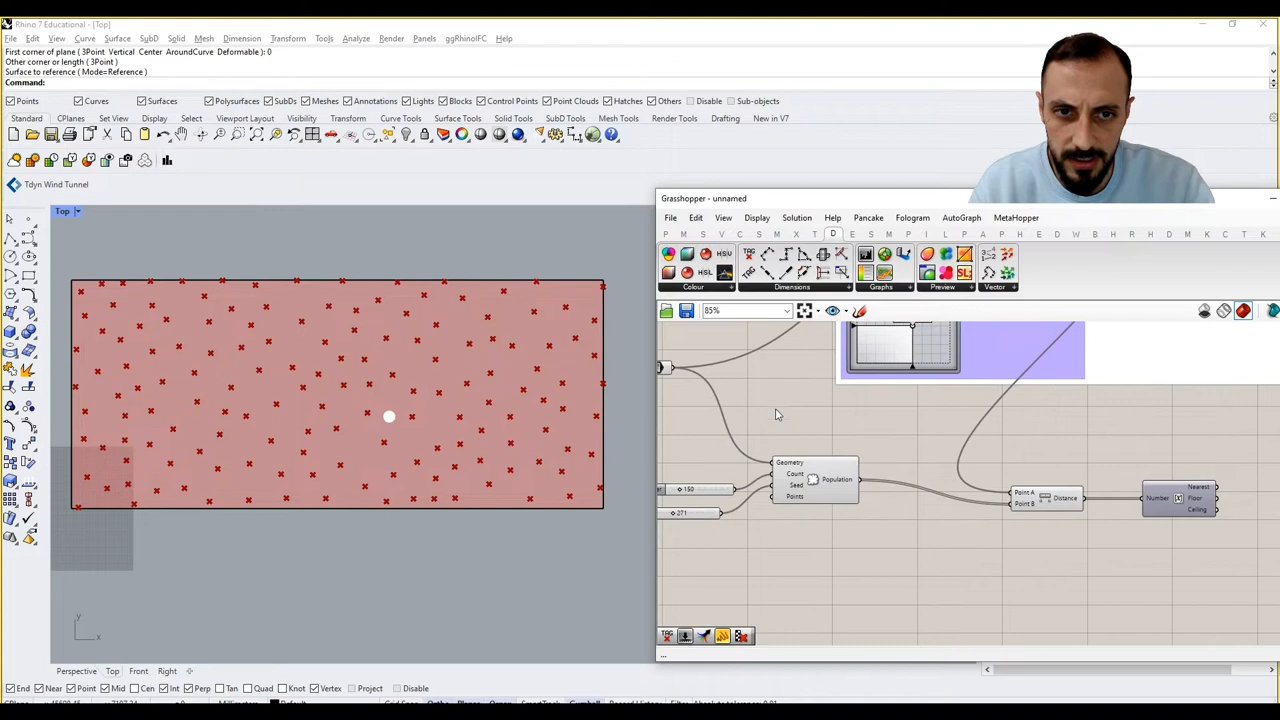 Rhino 7 Educational - [Top]
File Edit View Curve Surface SubD Solid Mesh Dimension Transform Tools Analyze Render Panels ggRhinoIFC Help
First corner of plane ( 3Point Vertical Center AroundCurve Deformable ): 0
Other corner or length ( 3Point )
Surface to reference ( Mode=Reference )
Command:
Points Curves Surfaces Polysurfaces SubDs Meshes Annotations Lights Blocks Control Points Point Clouds Hatches Others Disable Sub-objects
Standard CPlanes Set View Display Select Viewport Layout Visibility Transform Curve Tools Surface Tools Solid Tools SubD Tools Mesh Tools Render Tools Drafting New in V7
Tdyn Wind Tunnel
Top
Grasshopper - unnamed
File Edit View Display Solution Help Pancake Fologram AutoGraph MetaHopper
P M S V C I S M X T D A E D S F P A D W H A L D M S K C T K
HSV
HSL
Colour Dimensions Graphs Preview Vector
85%
Geometry
Count
Seed
Points
Population
150
271
Point A
Point B
Distance
Number
Nearest
Floor
Ceiling
...
y
x
Perspective Top Front Right
End Near Point Mid Cen Int Perp Tan Quad Knot Vertex Project Disable